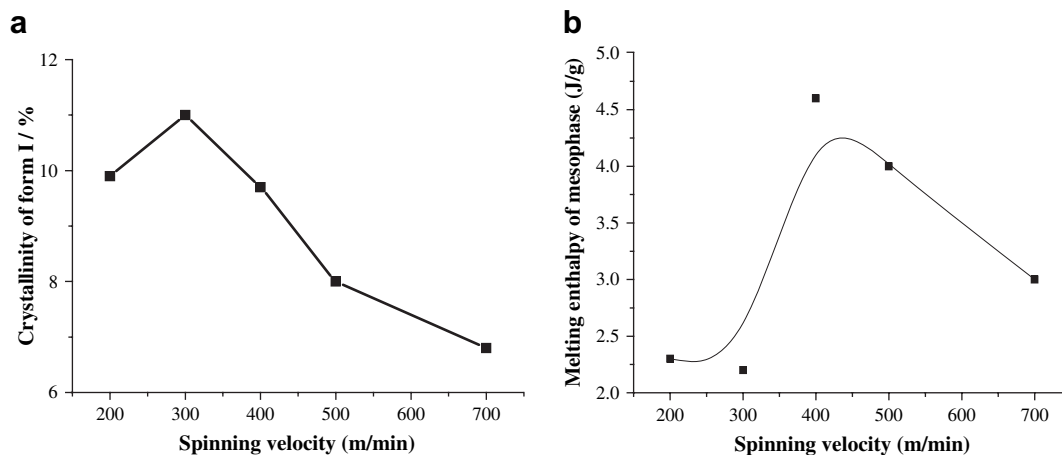 a
Crystallinity of form I / %
12
10
8
6
200 300 400 500 600 700
Spinning velocity (m/min)
b
Melting enthalpy of mesophase (J/g)
5.0
4.5
4.0
3.5
3.0
2.5
2.0
200 300 400 500 600 700
Spinning velocity (m/min)